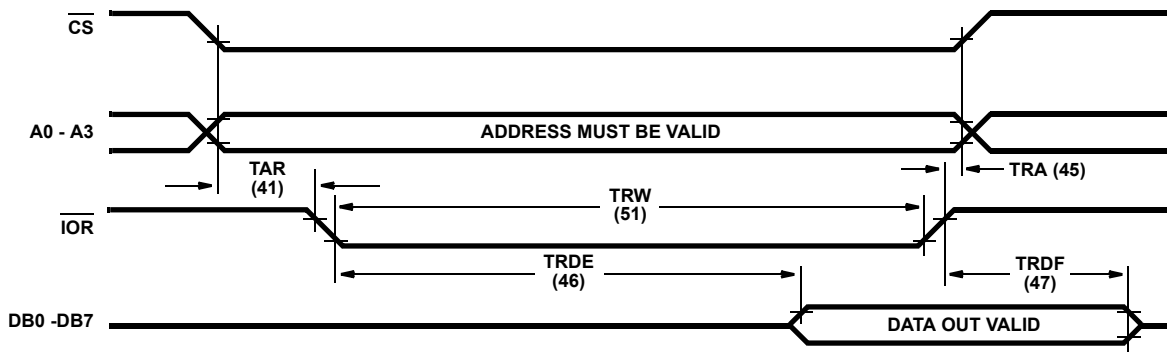 CS
A0 - A3
ADDRESS MUST BE VALID
TAR
(41)
TRA (45)
TRW
(51)
IOR
TRDE
(46)
TRDF
(47)
DB0 -DB7
DATA OUT VALID